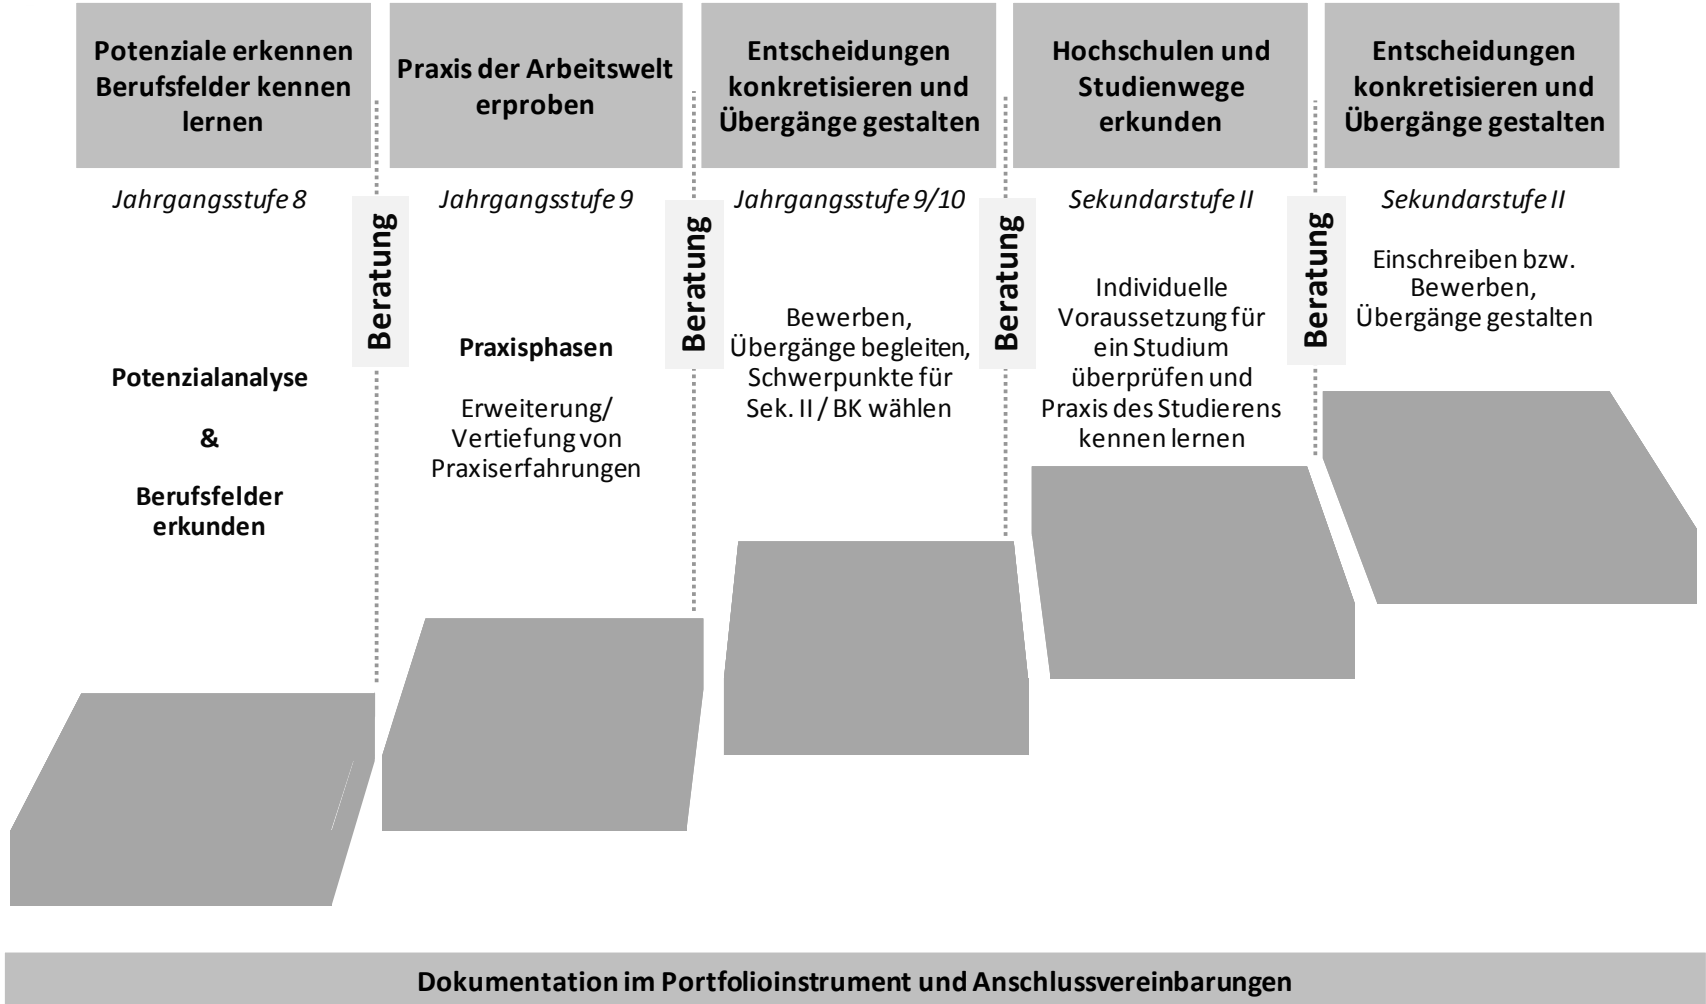 Potenziale erkennen
Berufsfelder kennen
lernen
Jahrgangsstufe 8
Potenzialanalyse
&
Berufsfelder
erkunden
Beratung
Praxis der Arbeitswelt
erproben
Jahrgangsstufe 9
Praxisphasen
Erweiterung/
Vertiefung von
Praxiserfahrungen
Beratung
Entscheidungen
konkretisieren und
Übergänge gestalten
Jahrgangsstufe 9/10
Bewerben,
Übergänge begleiten,
Schwerpunkte für
Sek. II / BK wählen
Beratung
Hochschulen und
Studienwege
erkunden
Sekundarstufe II
Individuelle
Voraussetzung für
ein Studium
überprüfen und
Praxis des Studierens
kennen lernen
Beratung
Entscheidungen
konkretisieren und
Übergänge gestalten
Sekundarstufe II
Einschreiben bzw.
Bewerben,
Übergänge gestalten
Dokumentation im Portfolioinstrument und Anschlussvereinbarungen